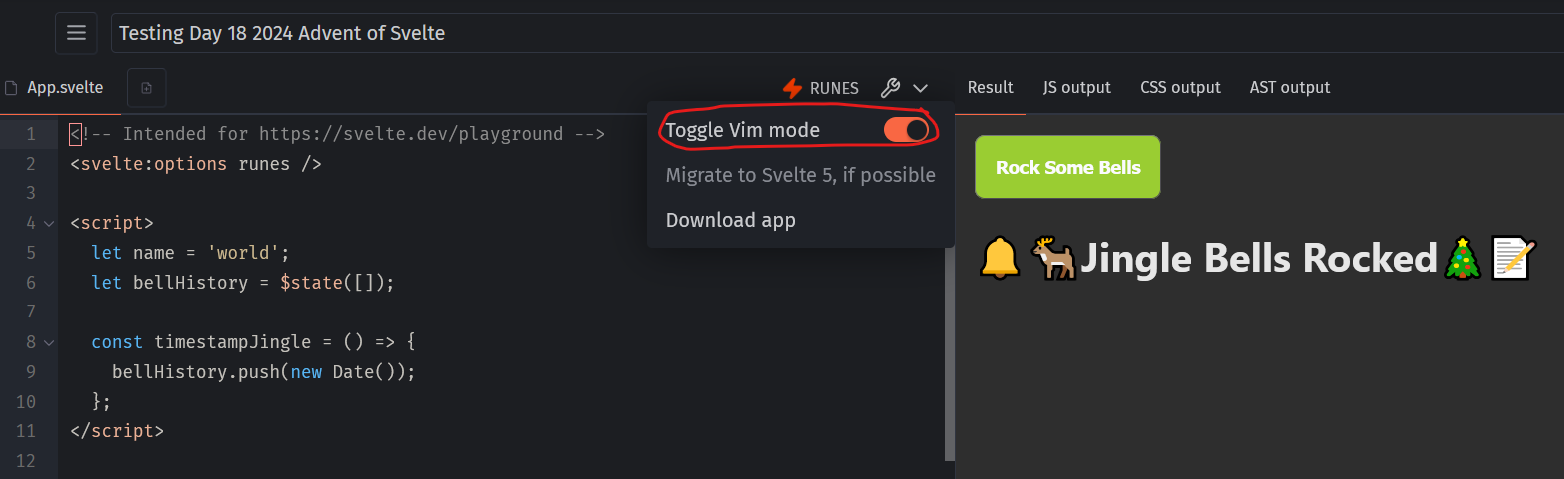 Testing Day 18 2024 Advent of Svelte
App.svelte
RUNES
Result JS output CSS output AST output
Toggle Vim mode
Migrate to Svelte 5, if possible
Download app
1 <!-- Intended for https://svelte.dev/playground -->
2 <svelte:options runes />
3
4 <script>
5 let name = 'world';
6 let bellHistory = $state([]);
7
8 const timestampJingle = () => {
9 bellHistory.push(new Date());
10 };
11 </script>
12
Rock Some Bells
🔔🦌Jingle Bells Rocked🎄📝